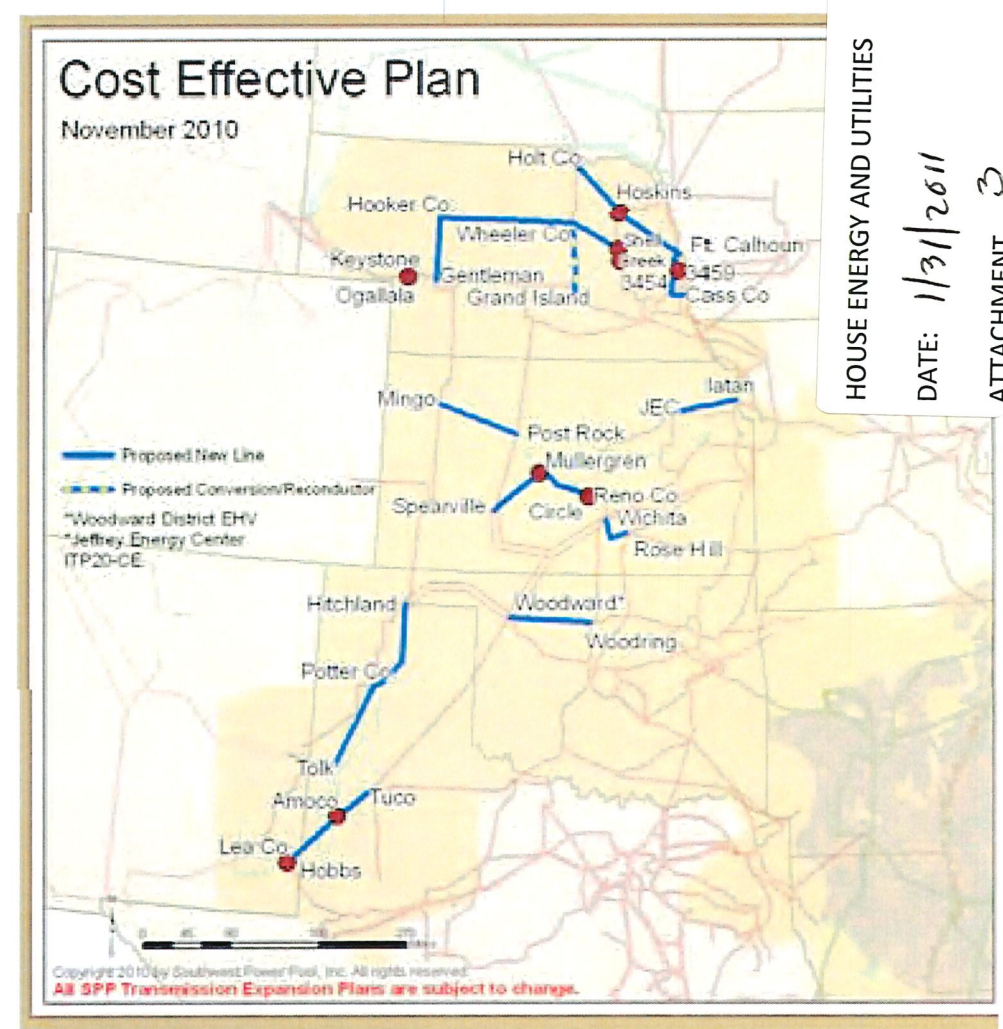 Cost Effective Plan
November 2010
HOUSE ENERGY AND UTILITIES
DATE: 1/31/2011
ATTACHMENT 3
Holt Co
Hoskins
Hooker Co.
Wheeler Co
Shell
Creek
Ft. Calhoun
Keystone
Gentleman
3454
3459
Ogallala
Grand Island
Cass Co
Iatan
Mingo
JEC
Post Rock
Proposed New Line
Mullergren
Proposed Conversion/Reconductor
Reno Co
Spearville
Circle
Wichita
*Woodward District EHV
*Jeffrey Energy Center
Rose Hill
ITP20-CE
Hitchland
Woodward*
Woodring
Potter Co
Tolk
Amoco
Tuco
Lea Co
Hobbs
Copyright 2010 by Southwest Power Pool, Inc. All rights reserved.
All SPP Transmission Expansion Plans are subject to change.